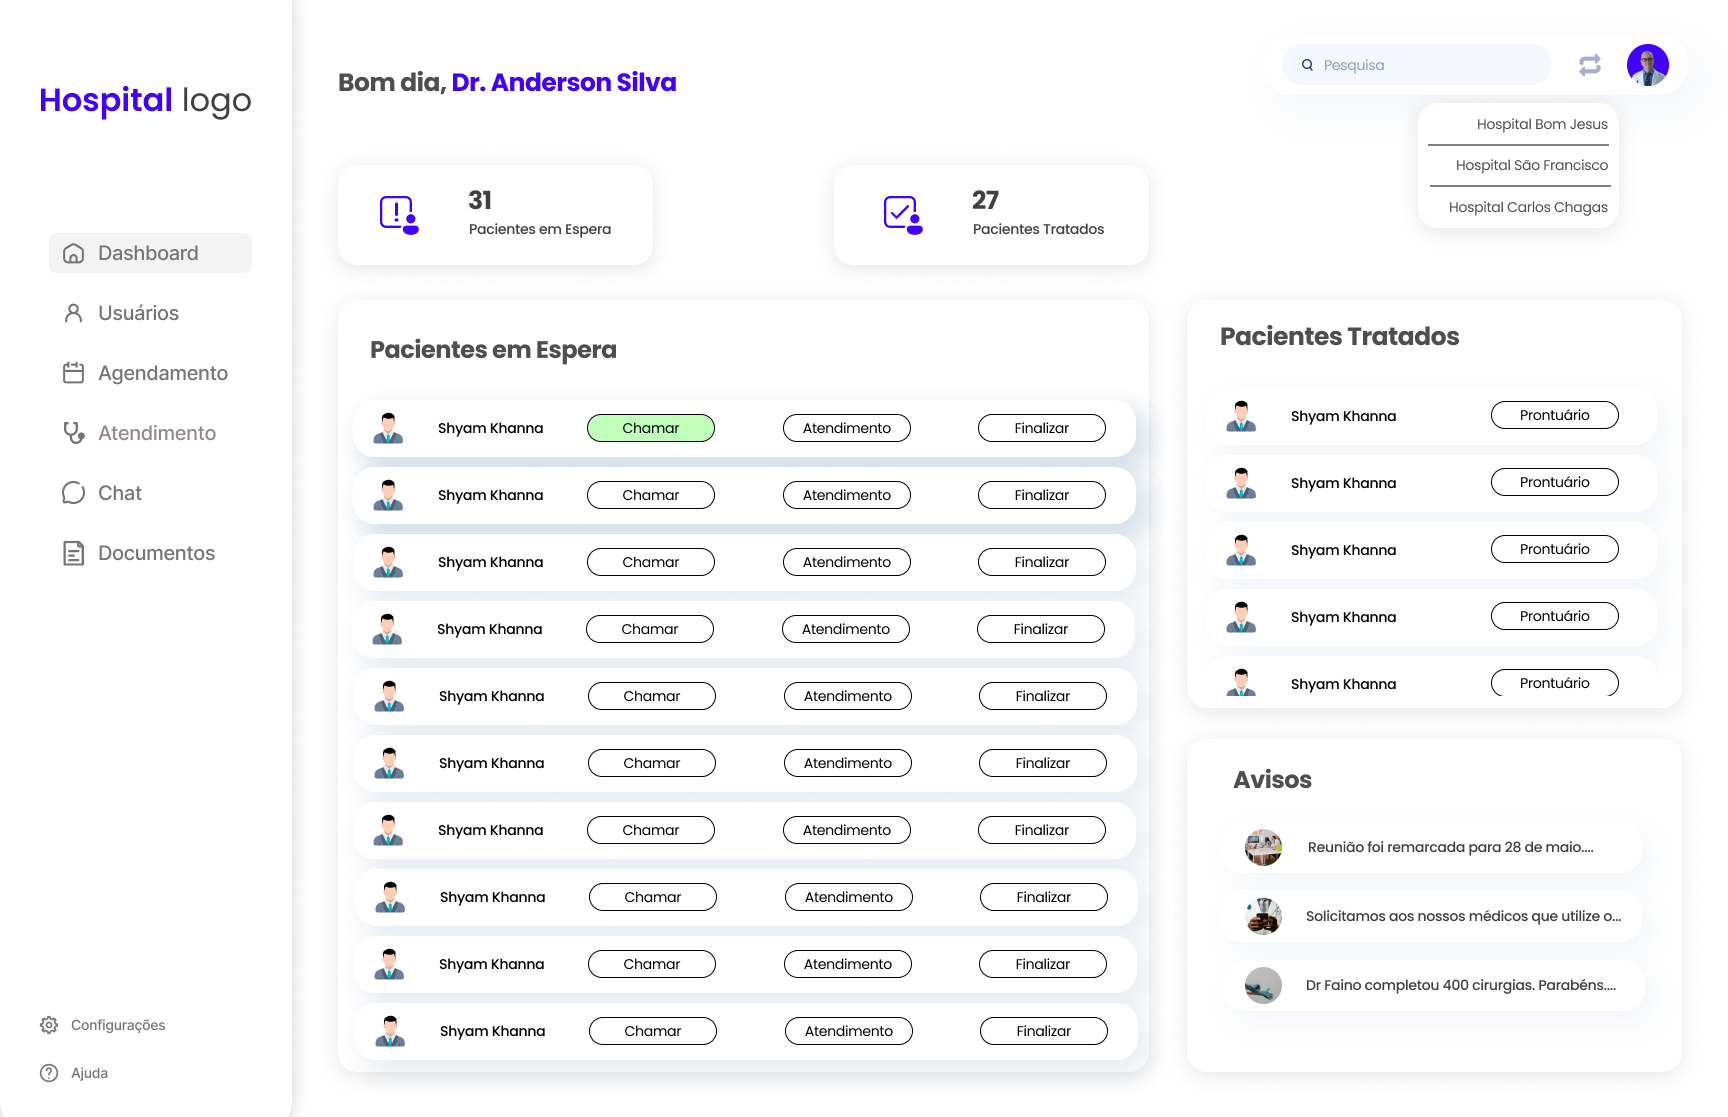 Hospital logo
Dashboard
Usuários
Agendamento
Atendimento
Chat
Documentos
Configurações
Ajuda
Bom dia, Dr. Anderson Silva
Pesquisa
Hospital Bom Jesus
Hospital São Francisco
Hospital Carlos Chagas
31
Pacientes em Espera
27
Pacientes Tratados
Pacientes em Espera
Shyam Khanna Chamar Atendimento Finalizar
Shyam Khanna Chamar Atendimento Finalizar
Shyam Khanna Chamar Atendimento Finalizar
Shyam Khanna Chamar Atendimento Finalizar
Shyam Khanna Chamar Atendimento Finalizar
Shyam Khanna Chamar Atendimento Finalizar
Shyam Khanna Chamar Atendimento Finalizar
Shyam Khanna Chamar Atendimento Finalizar
Shyam Khanna Chamar Atendimento Finalizar
Shyam Khanna Chamar Atendimento Finalizar
Pacientes Tratados
Shyam Khanna Prontuário
Shyam Khanna Prontuário
Shyam Khanna Prontuário
Shyam Khanna Prontuário
Shyam Khanna Prontuário
Avisos
Reunião foi remarcada para 28 de maio....
Solicitamos aos nossos médicos que utilize o...
Dr Faino completou 400 cirurgias. Parabéns....